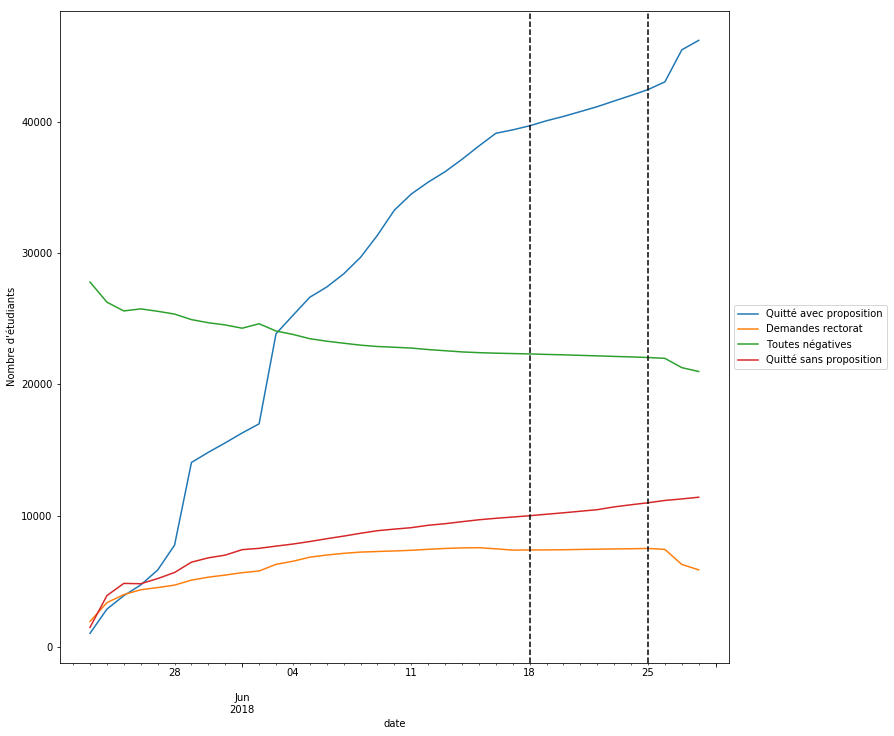 40000
30000
20000
10000
0
Nombre d'étudiants
28
04
11
18
25
Jun
2018
date
Quitté avec proposition
Demandes rectorat
Toutes négatives
Quitté sans proposition